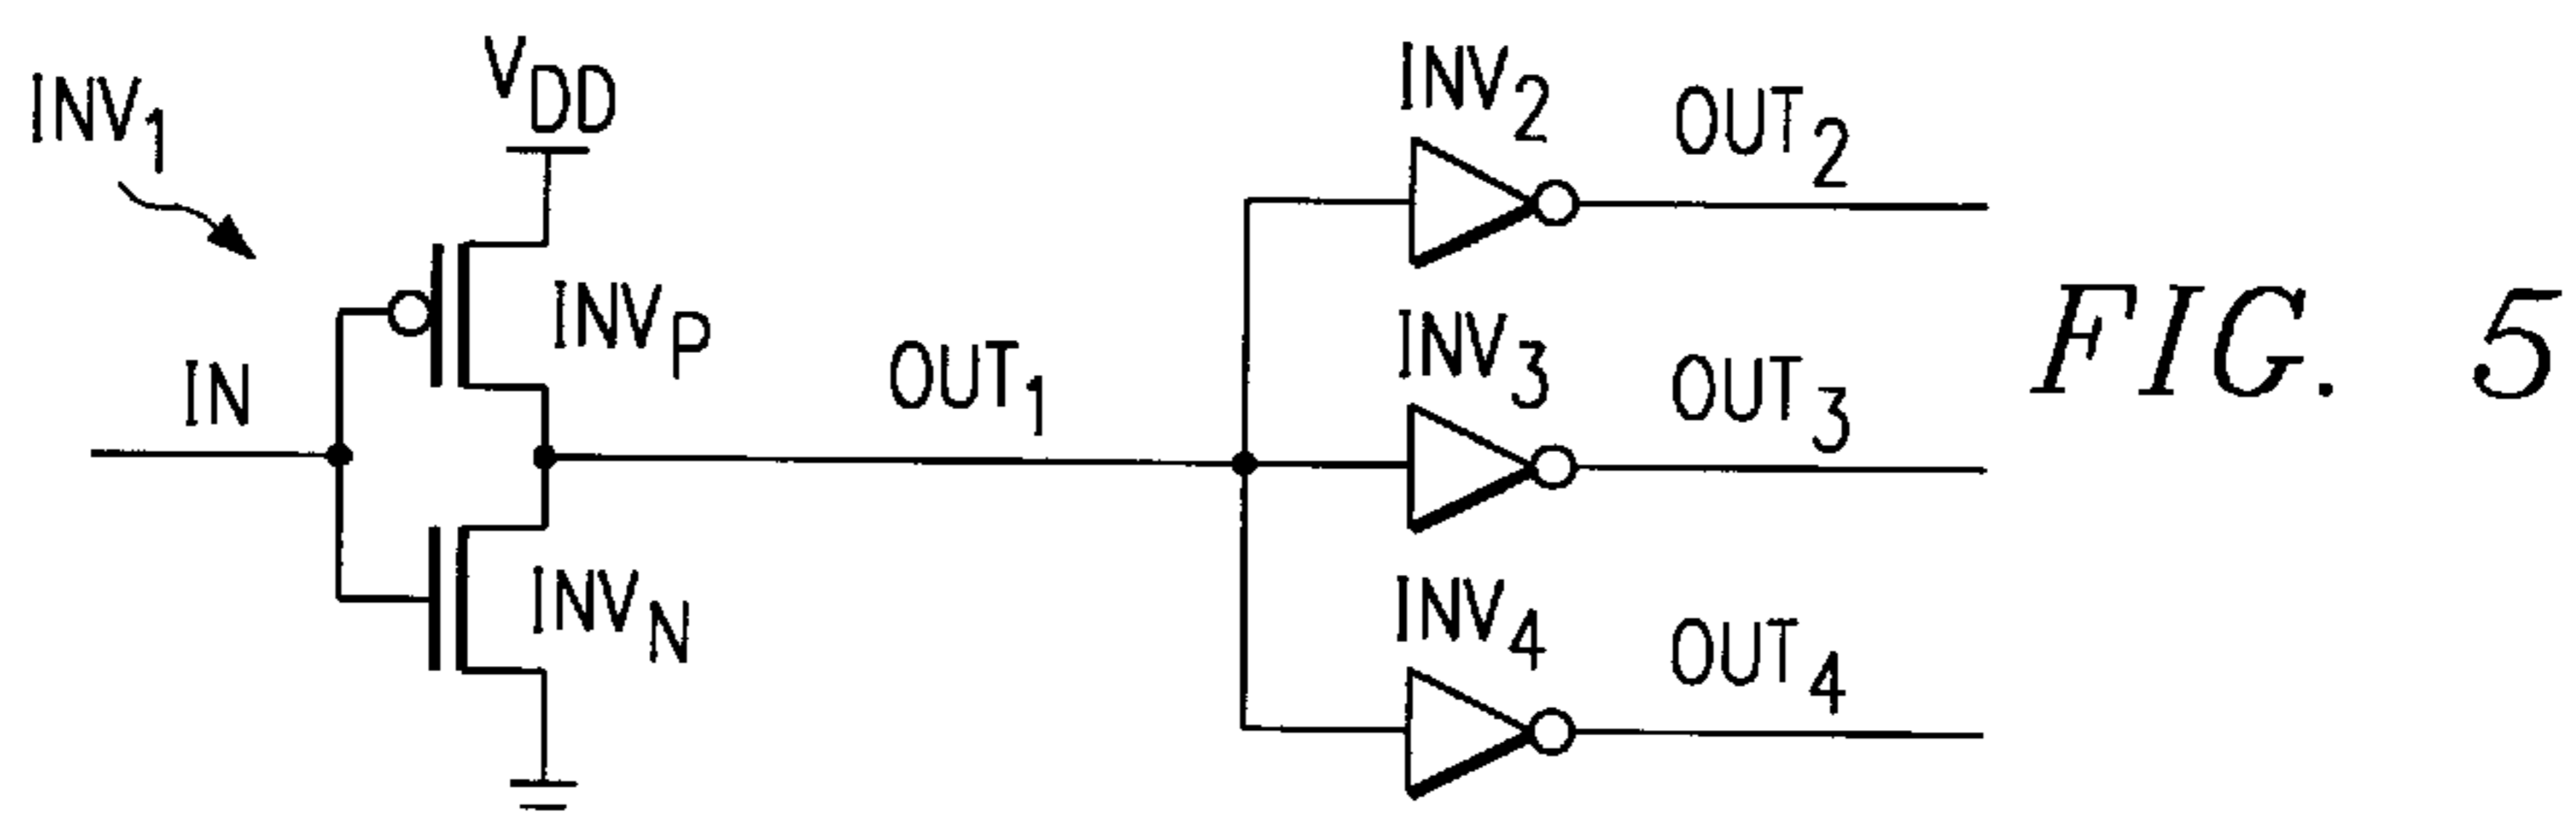 INV1
VDD
INVP
IN
OUT1
INVN
INV2
OUT2
INV3
OUT3
INV4
OUT4
FIG. 5